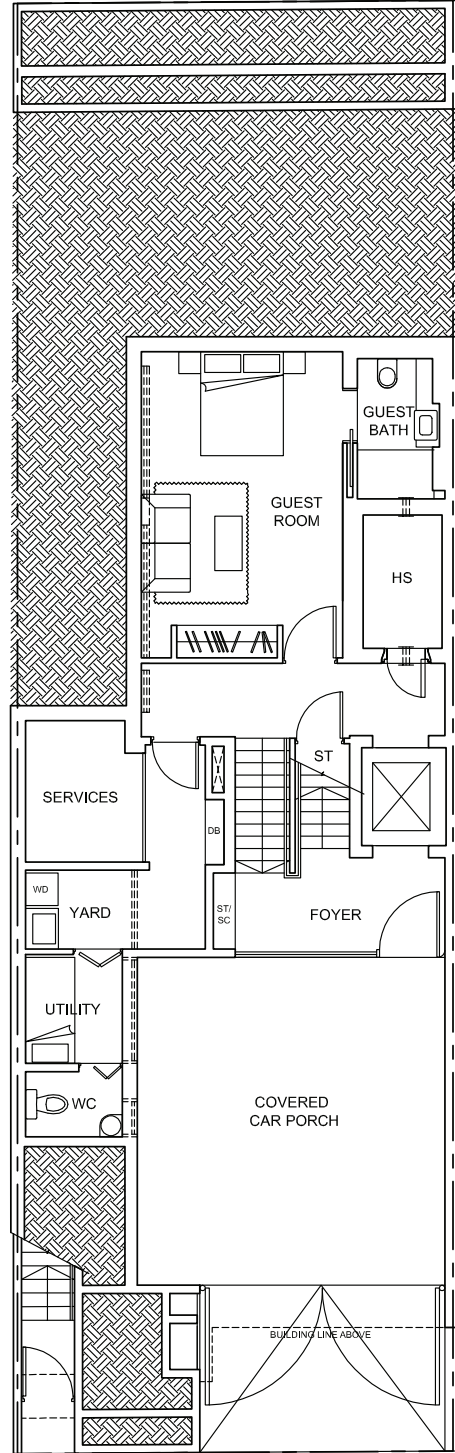 GUEST
BATH
GUEST
ROOM
HS
ST
SERVICES
DB
WD
YARD
ST/
SC
FOYER
UTILITY
WC
COVERED
CAR PORCH
BUILDING LINE ABOVE